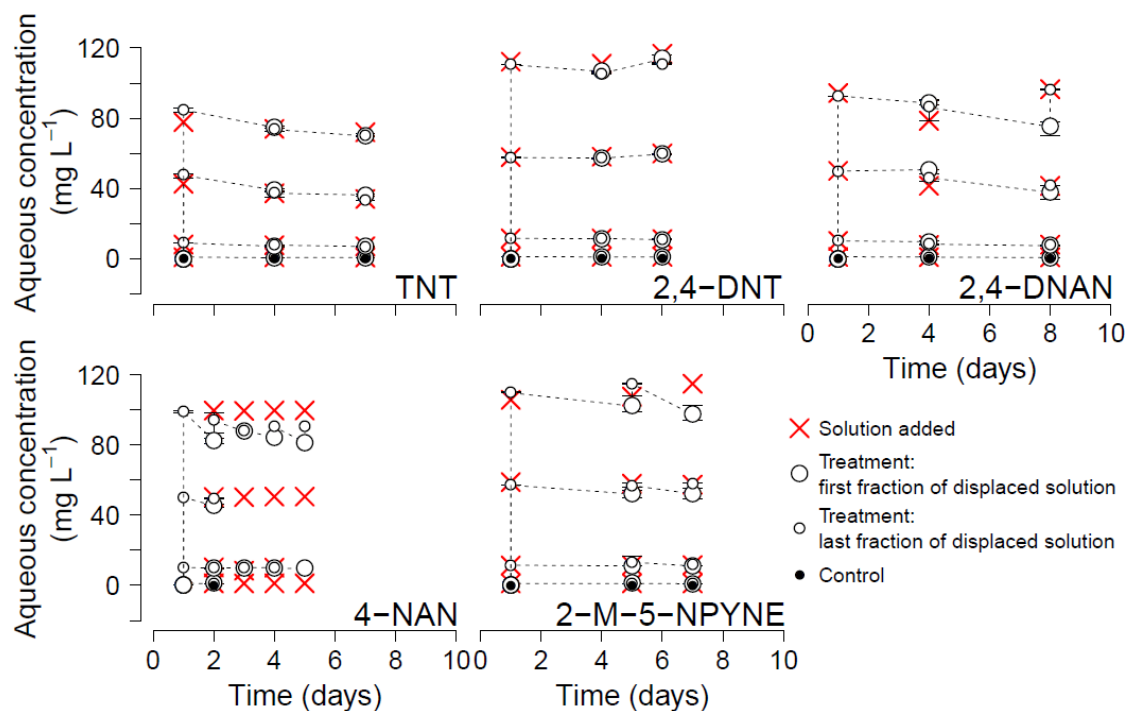 Aqueous concentration
(mg L⁻¹)
120
80
40
0
TNT
2,4−DNT
2,4−DNAN
0 2 4 6 8 10
Time (days)
Aqueous concentration
(mg L⁻¹)
120
80
40
0
4−NAN
2−M−5−NPYNE
0 2 4 6 8 10
0 2 4 6 8 10
Time (days)
Time (days)
Solution added
Treatment:
first fraction of displaced solution
Treatment:
last fraction of displaced solution
Control